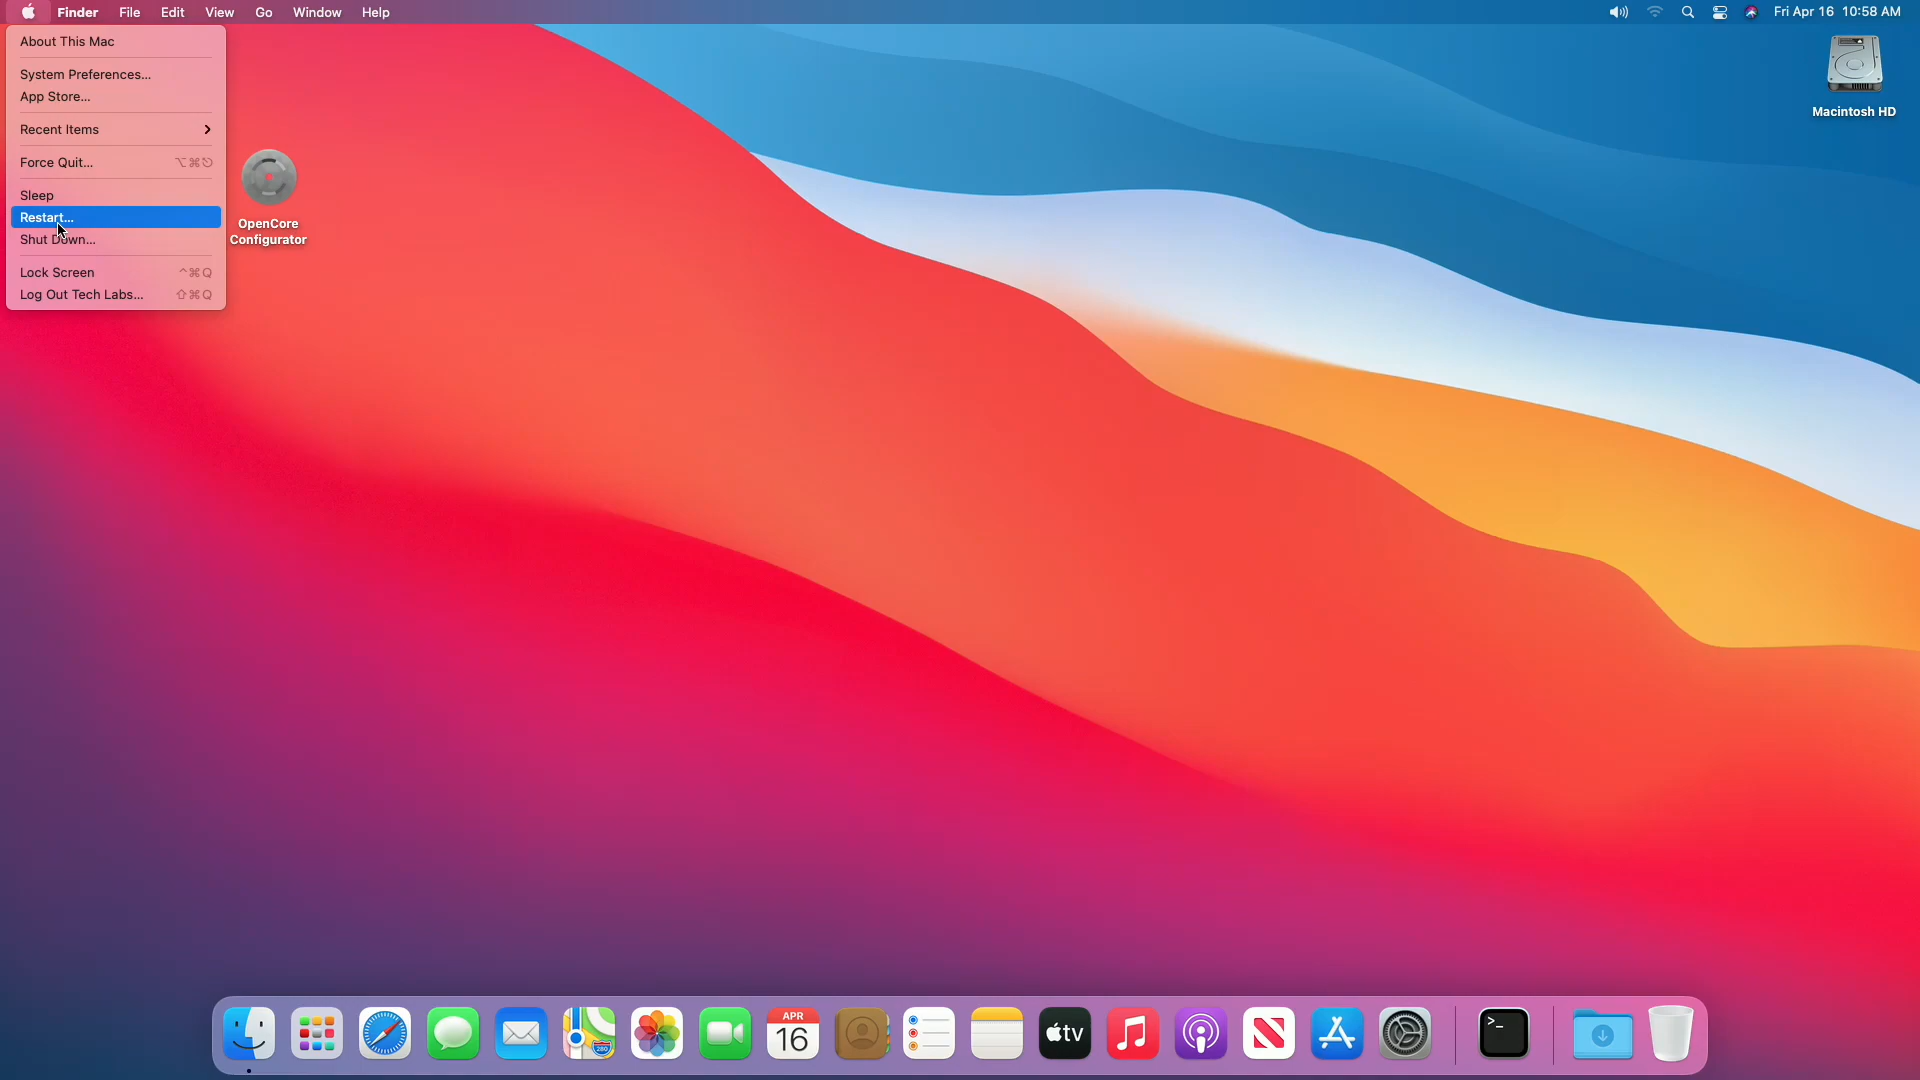 Finder File Edit View Go Window Help
Fri Apr 16 10:58 AM
About This Mac
System Preferences...
App Store...
Recent Items
Force Quit... ⌥⌘⎋
Sleep
Restart...
Shut Down...
Lock Screen ^⌘Q
Log Out Tech Labs... ⇧⌘Q
OpenCore
Configurator
Macintosh HD
APR
16
280
tv
>_